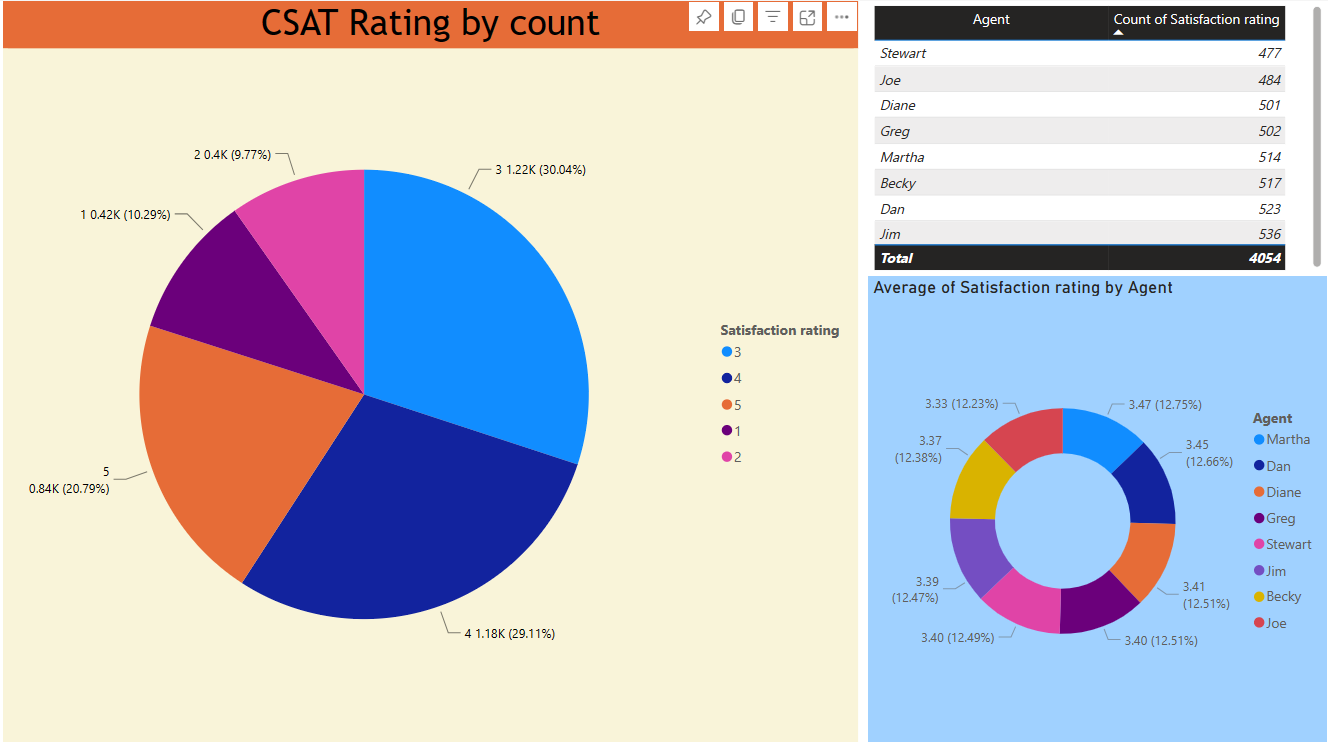 CSAT Rating by count
2 0.4K (9.77%)
3 1.22K (30.04%)
1 0.42K (10.29%)
5
0.84K (20.79%)
4 1.18K (29.11%)
Satisfaction rating
3
4
5
1
2
Agent Count of Satisfaction rating
Stewart 477
Joe 484
Diane 501
Greg 502
Martha 514
Becky 517
Dan 523
Jim 536
Total 4054
Average of Satisfaction rating by Agent
3.33 (12.23%)
3.47 (12.75%)
3.37
(12.38%)
3.45
(12.66%)
3.39
(12.47%)
3.41
(12.51%)
3.40 (12.49%)
3.40 (12.51%)
Agent
Martha
Dan
Diane
Greg
Stewart
Jim
Becky
Joe